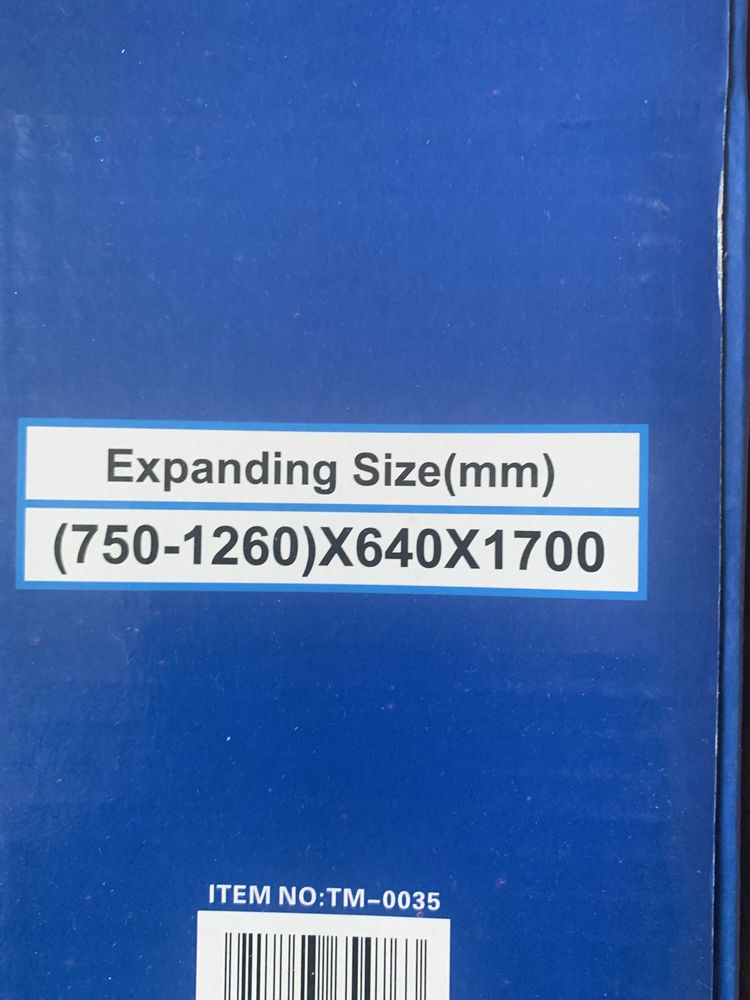 Expanding Size(mm)
(750-1260)X640X1700
ITEM NO:TM-0035